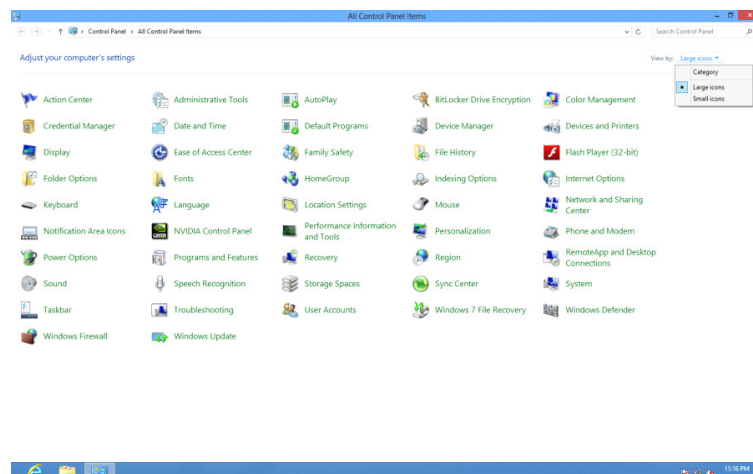 All Control Panel Items
Control Panel
All Control Panel Items
Search Control Panel
Adjust your computer's settings
View by: Large icons
Category
Large icons
Small icons
Action Center
Administrative Tools
AutoPlay
BitLocker Drive Encryption
Color Management
Credential Manager
Date and Time
Default Programs
Device Manager
Devices and Printers
Display
Ease of Access Center
Family Safety
File History
Flash Player (32-bit)
Folder Options
Fonts
HomeGroup
Indexing Options
Internet Options
Keyboard
Language
Location Settings
Mouse
Network and Sharing
Center
Notification Area Icons
NVIDIA Control Panel
Performance Information
and Tools
Personalization
Phone and Modem
Power Options
Programs and Features
Recovery
Region
RemoteApp and Desktop
Connections
Sound
Speech Recognition
Storage Spaces
Sync Center
System
Taskbar
Troubleshooting
User Accounts
Windows 7 File Recovery
Windows Defender
Windows Firewall
Windows Update
11:16 PM